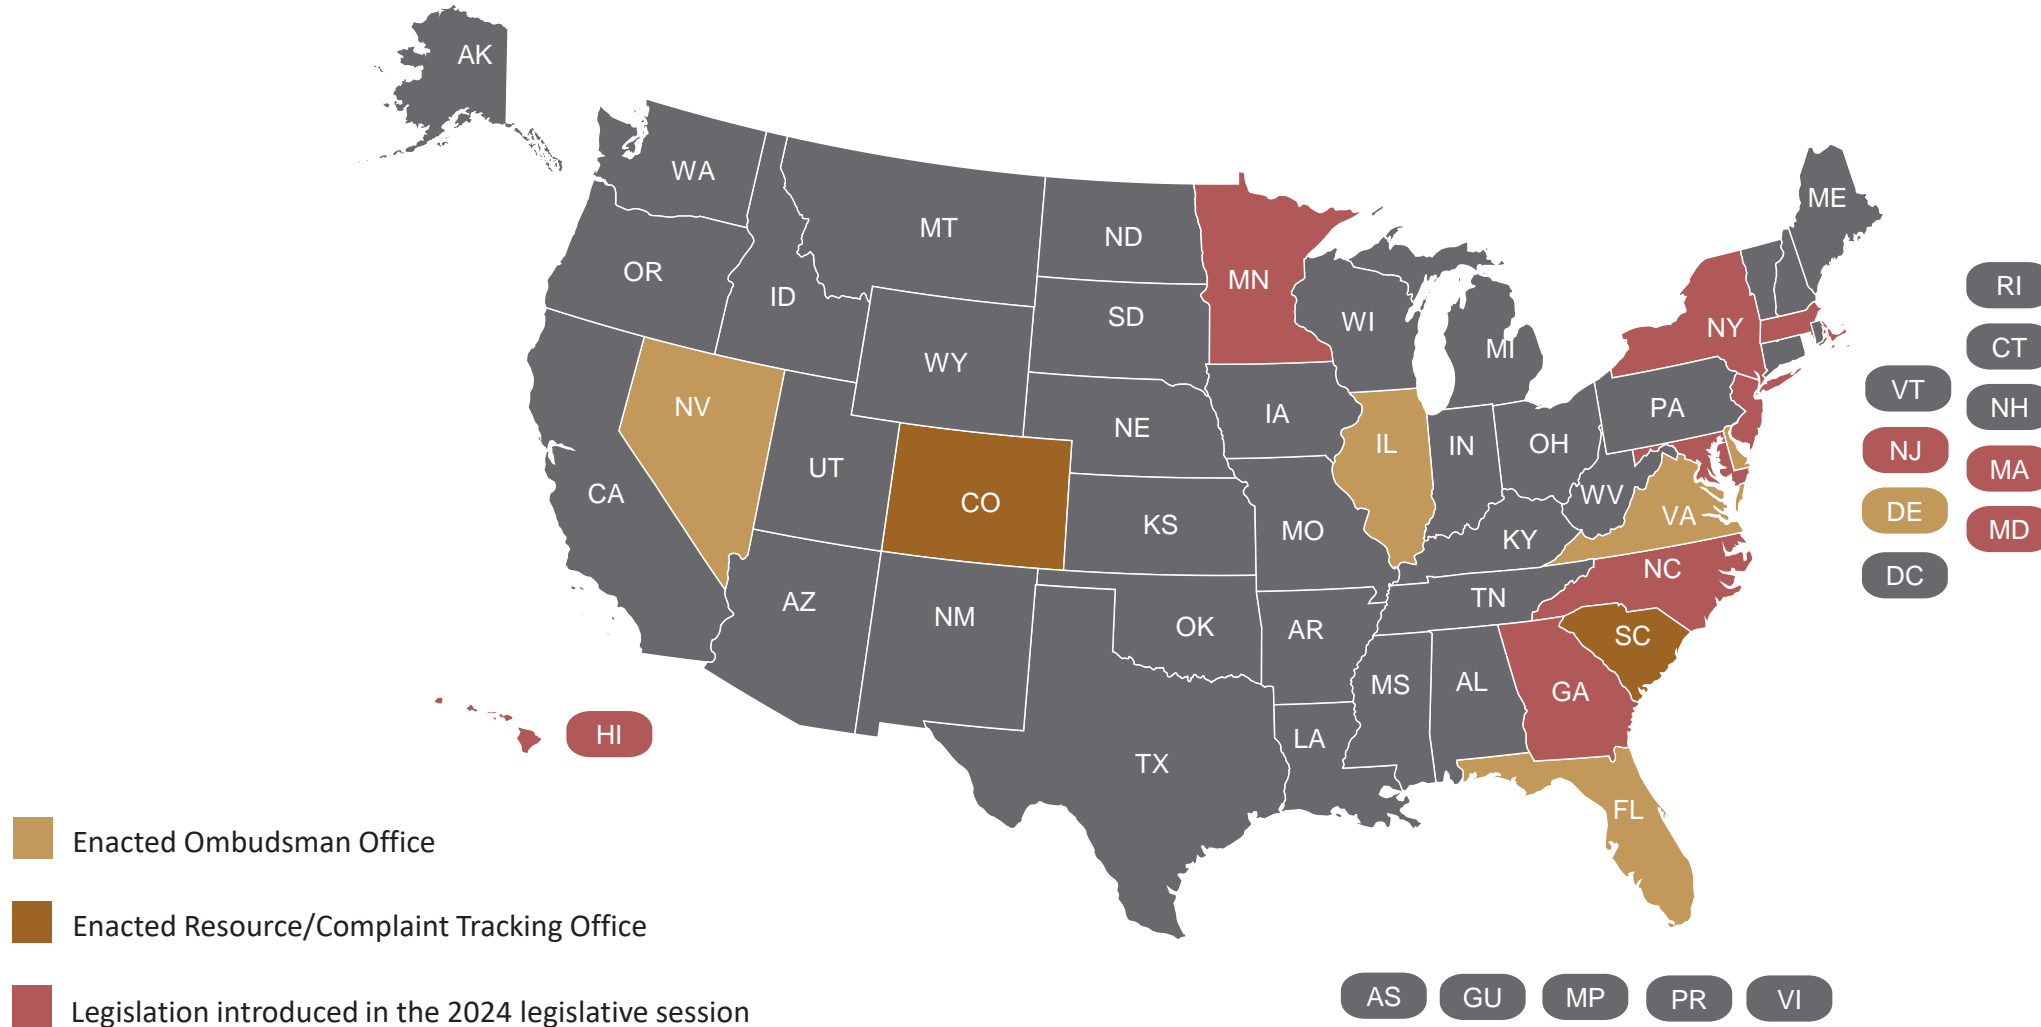 AK
WA
MT
ND
MN
ME
OR
ID
SD
WI
MI
NY
RI
CT
WY
NV
NE
IA
PA
VT
NH
UT
CO
IL
IN
OH
NJ
MA
CA
KS
MO
WV
VA
DE
MD
KY
NC
DC
AZ
NM
OK
AR
TN
SC
MS
AL
GA
HI
LA
TX
FL
Enacted Ombudsman Office
Enacted Resource/Complaint Tracking Office
Legislation introduced in the 2024 legislative session
AS
GU
MP
PR
VI